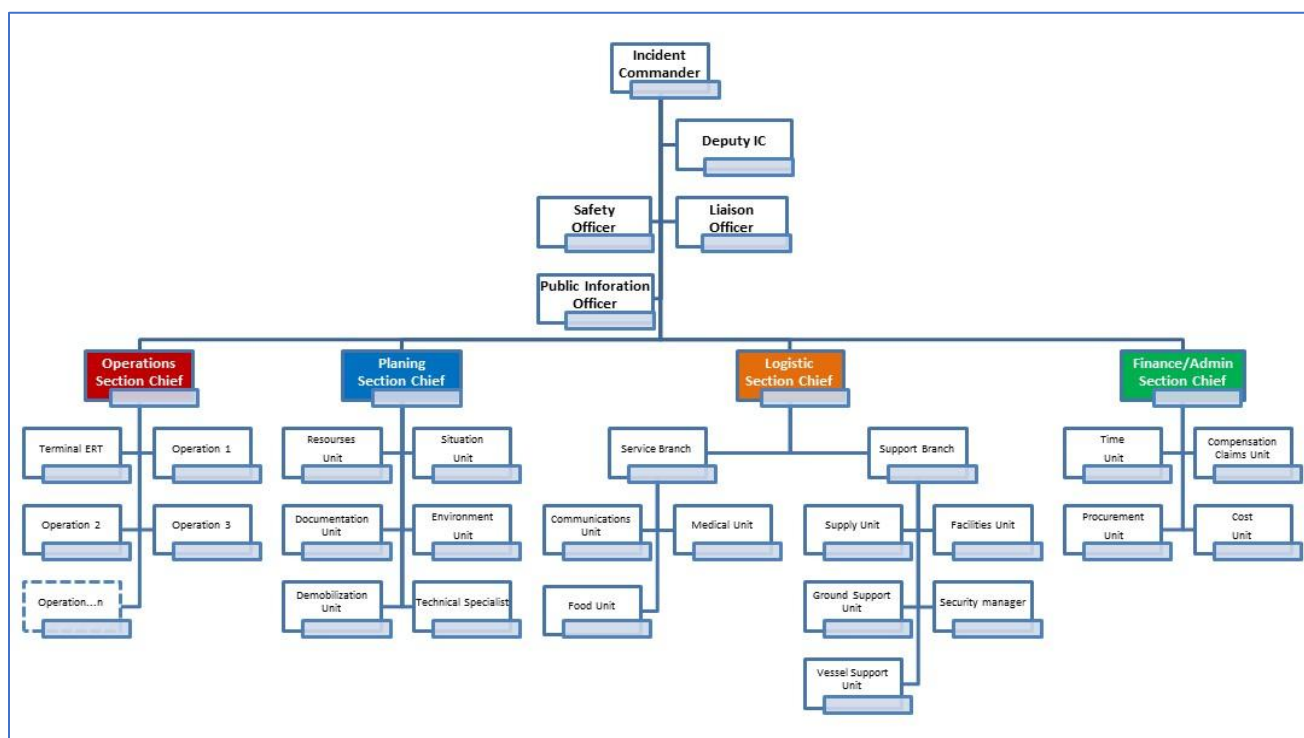 Incident
Commander
Deputy IC
Safety
Officer
Liaison
Officer
Public Inforation
Officer
Operations
Section Chief
Planing
Section Chief
Logistic
Section Chief
Finance/Admin
Section Chief
Terminal ERT
Operation 1
Operation 2
Operation 3
Operation...n
Resourses
Unit
Situation
Unit
Documentation
Unit
Environment
Unit
Demobilization
Unit
Technical Specialist
Service Branch
Communications
Unit
Medical Unit
Food Unit
Support Branch
Supply Unit
Facilities Unit
Ground Support
Unit
Security manager
Vessel Support
Unit
Time
Unit
Compensation
Claims Unit
Procurement
Unit
Cost
Unit